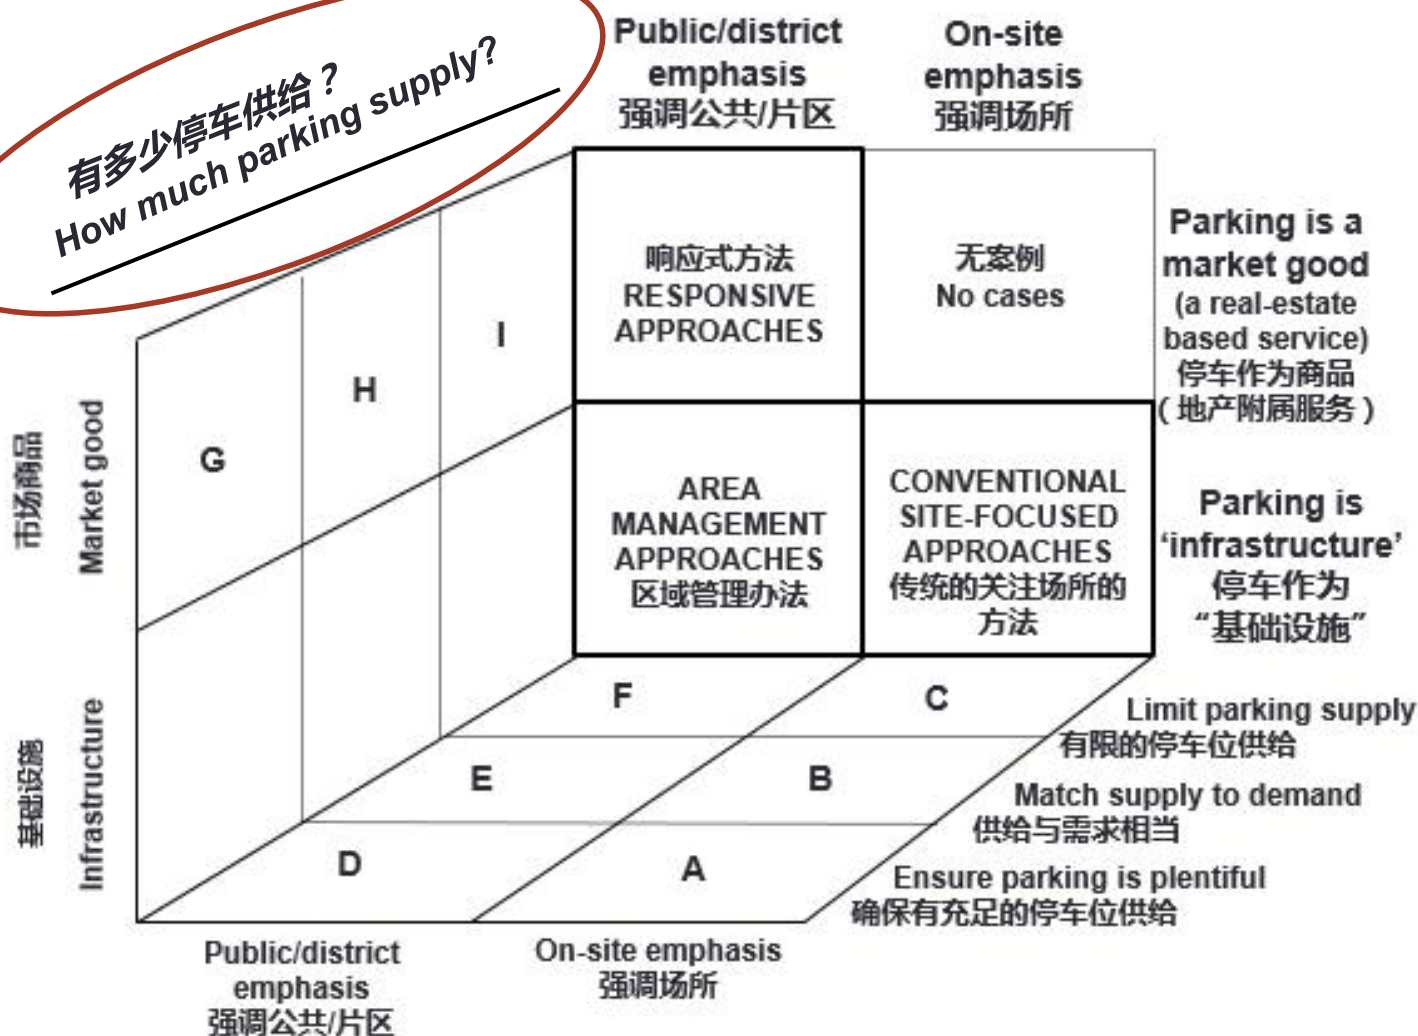 有多少停车供给？
How much parking supply?
Public/district
emphasis
强调公共/片区
On-site
emphasis
强调场所
响应式方法
RESPONSIVE
APPROACHES
无案例
No cases
Parking is a
market good
(a real-estate
based service)
停车作为商品
（地产附属服务）
G
H
I
市场商品
Market good
AREA
MANAGEMENT
APPROACHES
区域管理办法
CONVENTIONAL
SITE-FOCUSED
APPROACHES
传统的关注场所的
方法
Parking is
‘infrastructure’
停车作为
“基础设施”
基础设施
Infrastructure
F
C
Limit parking supply
有限的停车位供给
E
B
Match supply to demand
供给与需求相当
D
A
Ensure parking is plentiful
确保有充足的停车位供给
Public/district
emphasis
强调公共/片区
On-site emphasis
强调场所